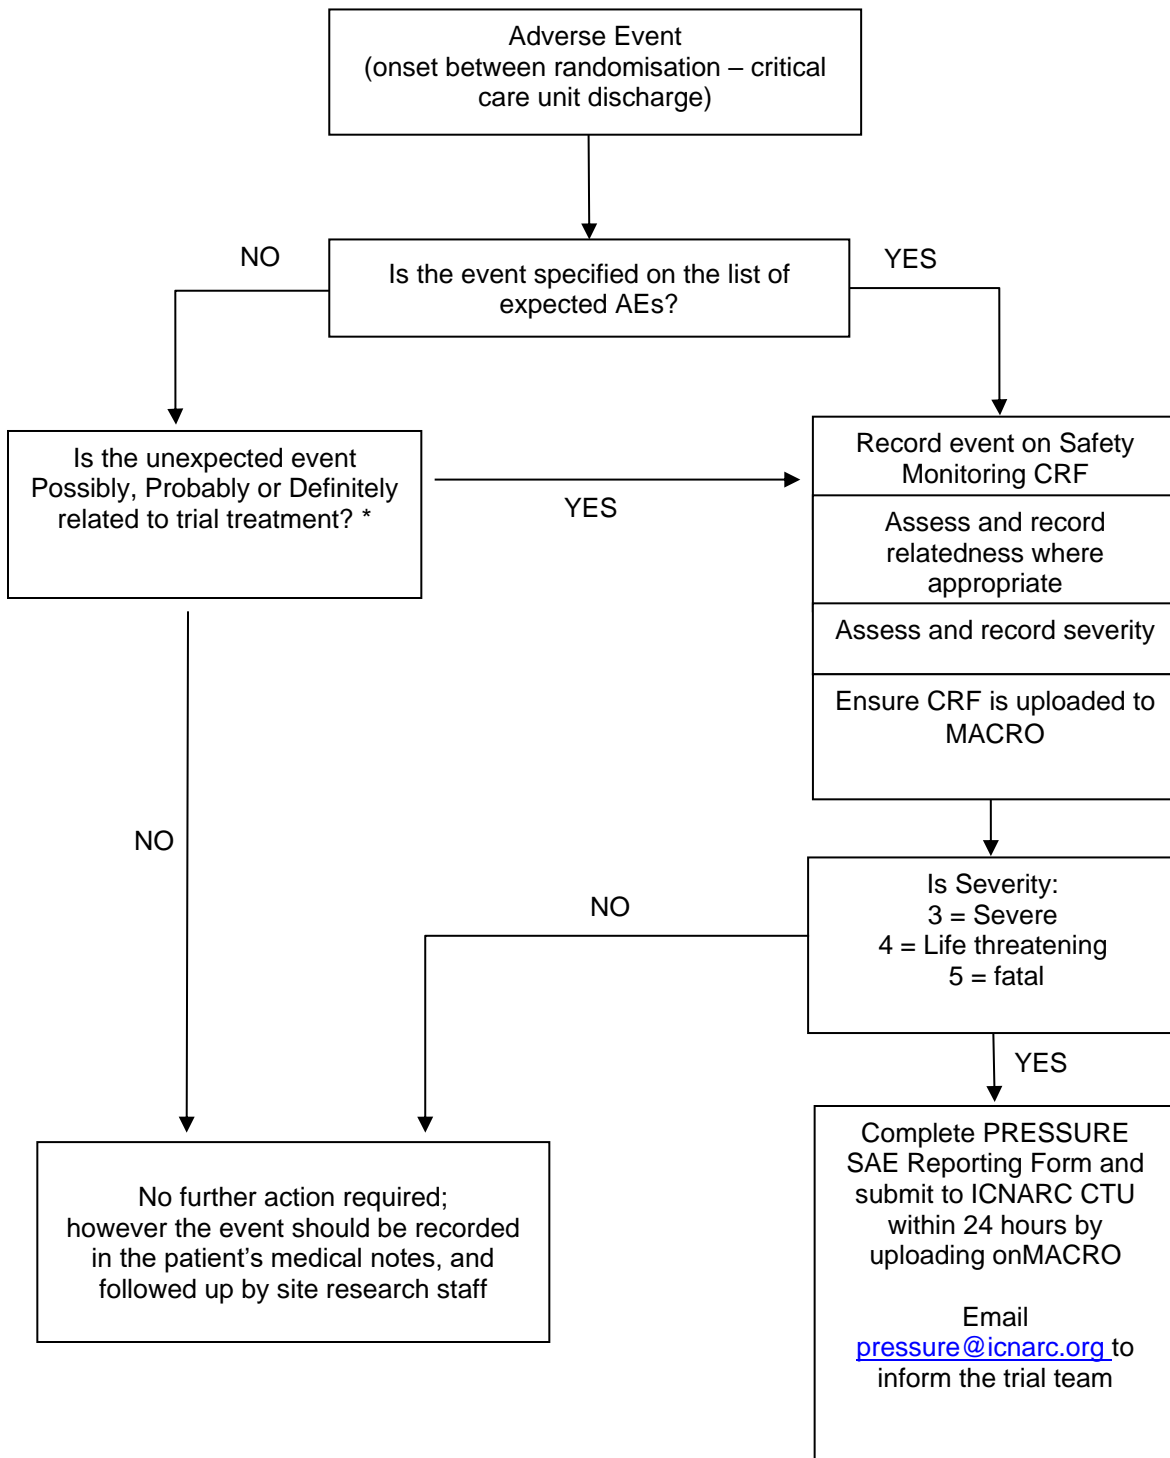 Adverse Event
(onset between randomisation – critical
care unit discharge)
NO
YES
Is the event specified on the list of
expected AEs?
Is the unexpected event
Possibly, Probably or Definitely
related to trial treatment? *
YES
Record event on Safety
Monitoring CRF
Assess and record
relatedness where
appropriate
Assess and record severity
Ensure CRF is uploaded to
MACRO
NO
NO
Is Severity:
3 = Severe
4 = Life threatening
5 = fatal
YES
No further action required;
however the event should be recorded
in the patient’s medical notes, and
followed up by site research staff
Complete PRESSURE
SAE Reporting Form and
submit to ICNARC CTU
within 24 hours by
uploading onMACRO
Email
pressure@icnarc.org to
inform the trial team